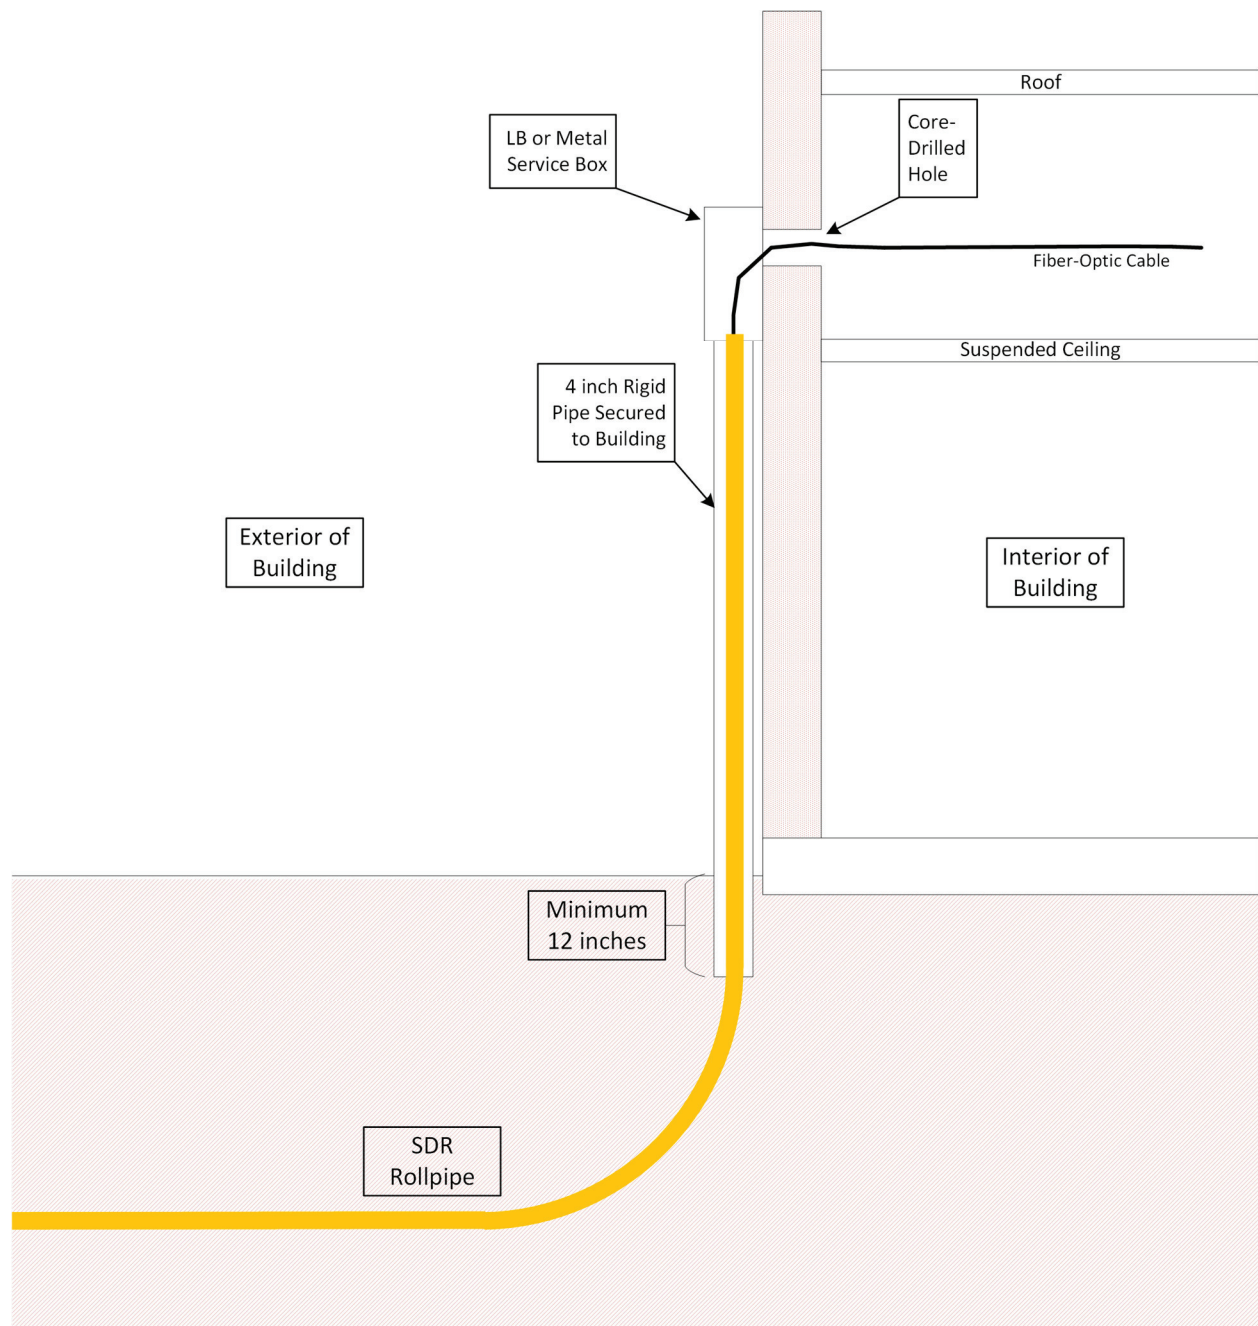 Roof
LB or Metal
Service Box
Core-
Drilled
Hole
Fiber-Optic Cable
Suspended Ceiling
4 inch Rigid
Pipe Secured
to Building
Exterior of
Building
Interior of
Building
Minimum
12 inches
SDR
Rollpipe